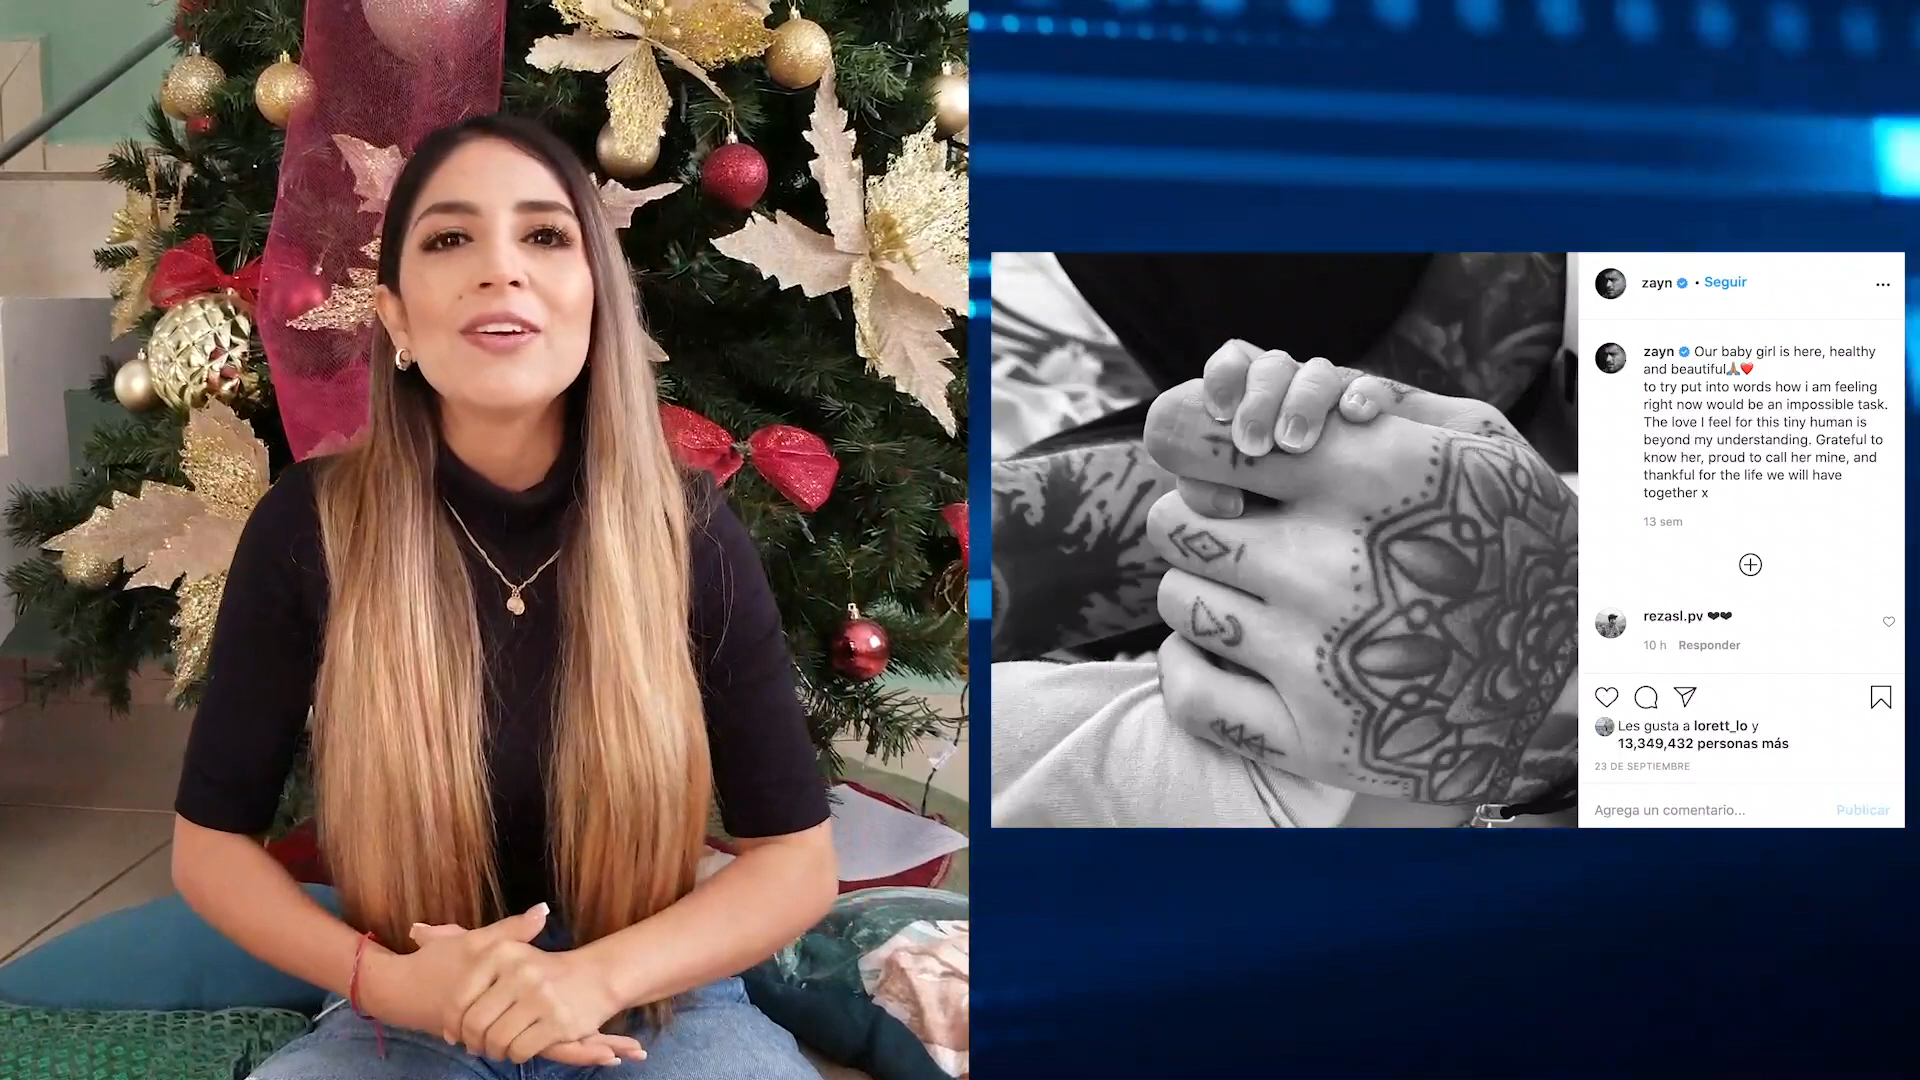 zayn • Seguir
zayn Our baby girl is here, healthy
and beautiful🙏🏽❤️
to try put into words how i am feeling
right now would be an impossible task.
The love I feel for this tiny human is
beyond my understanding. Grateful to
know her, proud to call her mine, and
thankful for the life we will have
together x
13 sem
rezasl.pv ❤❤
10 h Responder
Les gusta a lorett_lo y
13,349,432 personas más
23 DE SEPTIEMBRE
Agrega un comentario... Publicar